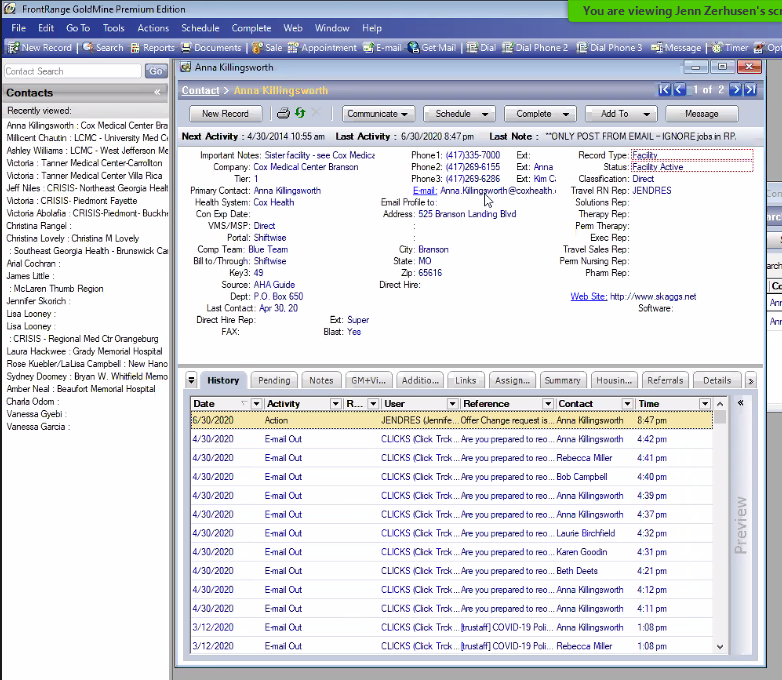 FrontRange GoldMine Premium Edition
You are viewing Jenn Zerhusen's scr
File Edit Go To Tools Actions Schedule Complete Web Window Help
New Record Search Reports Documents Sale Appointment E-mail Get Mail Dial Dial Phone 2 Dial Phone 3 Message Timer
Contact Search Go
Contacts «
Recently viewed:
Anna Killingsworth : Cox Medical Center Bra
Millicent Chautin : LCMC - University Med Ca
Ashley Williams : LCMC - West Jefferson Me
Victoria : Tanner Medical Center-Carrollton
Victoria : Tanner Medical Center Villa Rica
Jeff Niles : CRISIS- Northeast Georgia Healt
Victoria : CRISIS- Piedmont Fayette
Victoria Abolafia : CRISIS-Piedmont- Buckhe
Christina Rangel :
Christina Lovely : Christina M Lovely
: Southeast Georgia Health - Brunswick Ca
Arial Cochran :
James Little :
: McLaren Thumb Region
Jennifer Skorich :
Lisa Looney :
Lisa Looney :
: CRISIS - Regional Med Ctr Orangeburg
Laura Hackwee : Grady Memorial Hospital
Rose Kuebler/LaLisa Campbell : New Hano
Sydney Doomey : Bryan W. Whitfield Memo
Amber Neal : Beaufort Memorial Hospital
Charla Odom :
Vanessa Gyebi :
Vanessa Garcia :
Anna Killingsworth
Contact > Anna Killingsworth 1 of 2
New Record Communicate Schedule Complete Add To Message
Next Activity : 4/30/2014 10:55 am Last Activity : 6/30/2020 8:47 pm Last Note : "*ONLY POST FROM EMAIL – IGNORE jobs in RP.
Important Notes: Sister facility - see Cox Medica Phone1: (417)335-7000 Ext: Record Type: Facility
Company: Cox Medical Center Branson Phone2: (417)269-6155 Ext: Anna Status: Facility Active
Tier: 1 Phone3: (417)269-6286 Ext: Kim Ca Classification: Direct
Primary Contact: Anna Killingsworth E-mail: Anna.Killingsworth@coxhealth. Travel RN Rep: JENDRES
Health System: Cox Health Email Profile to: Solutions Rep:
Con Exp Date: Address: 525 Branson Landing Blvd Therapy Rep:
VMS/MSP: Direct : Perm Therapy:
Portal: Shiftwise : Exec Rep:
Comp Team: Blue Team City: Branson Travel Sales Rep:
Bill to/Through: Shiftwise State: MO Perm Nursing Rep:
Key3: 49 Zip: 65616 Pharm Rep:
Source: AHA Guide Direct Hire:
Dept: P.O. Box 650 Web Site: http://www.skaggs.net
Last Contact: Apr 30, 20 Software:
Direct Hire Rep: Ext: Super
FAX: Blast: Yes
History Pending Notes GM+Vi... Additio... Links Assign... Summary Housin... Referrals Details »
Date Activity R... User Reference Contact Time «
6/30/2020 Action JENDRES (Jennife... Offer Change request is... Anna Killingsworth 8:47 pm
4/30/2020 E-mail Out CLICKS (Click Trck... Are you prepared to reo... Anna Killingsworth 4:42 pm
4/30/2020 E-mail Out CLICKS (Click Trck... Are you prepared to reo... Rebecca Miller 4:41 pm
4/30/2020 E-mail Out CLICKS (Click Trck... Are you prepared to reo... Bob Campbell 4:40 pm
4/30/2020 E-mail Out CLICKS (Click Trck... Are you prepared to reo... Anna Killingsworth 4:39 pm
4/30/2020 E-mail Out CLICKS (Click Trck... Are you prepared to reo... Anna Killingsworth 4:37 pm
4/30/2020 E-mail Out CLICKS (Click Trck... Are you prepared to reo... Laurie Birchfield 4:32 pm
4/30/2020 E-mail Out CLICKS (Click Trck... Are you prepared to reo... Karen Goodin 4:31 pm
4/30/2020 E-mail Out CLICKS (Click Trck... Are you prepared to reo... Beth Deets 4:21 pm
4/30/2020 E-mail Out CLICKS (Click Trck... Are you prepared to reo... Anna Killingsworth 4:12 pm
4/30/2020 E-mail Out CLICKS (Click Trck... Are you prepared to reo... Anna Killingsworth 4:11 pm
3/12/2020 E-mail Out CLICKS (Click Trck... [trustaff] COVID-19 Poli... Anna Killingsworth 1:08 pm
3/12/2020 E-mail Out CLICKS (Click Trck... [trustaff] COVID-19 Poli... Rebecca Miller 1:08 pm
Preview